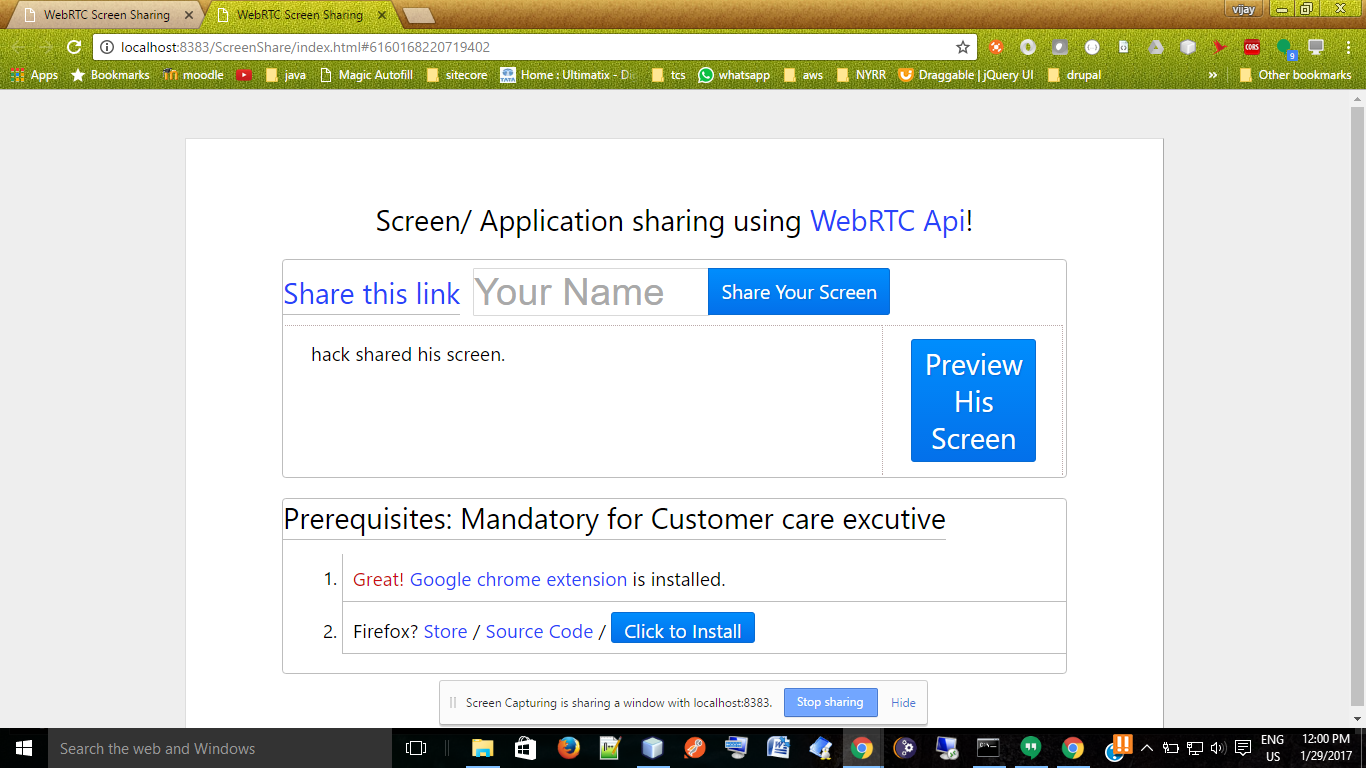 WebRTC Screen Sharing
WebRTC Screen Sharing
vijay
localhost:8383/ScreenShare/index.html#6160168220719402
CORS
9
Apps
Bookmarks
moodle
java
Magic Autofill
sitecore
TATA
Home : Ultimatix - Di
tcs
whatsapp
aws
NYRR
Draggable | jQuery UI
drupal
»
Other bookmarks
Screen/ Application sharing using WebRTC Api!
Share this link
Your Name
Share Your Screen
hack shared his screen.
Preview
His
Screen
Prerequisites: Mandatory for Customer care excutive
1. Great! Google chrome extension is installed.
2. Firefox? Store / Source Code / Click to Install
Screen Capturing is sharing a window with localhost:8383.
Stop sharing
Hide
Search the web and Windows
ENG
US
12:00 PM
1/29/2017